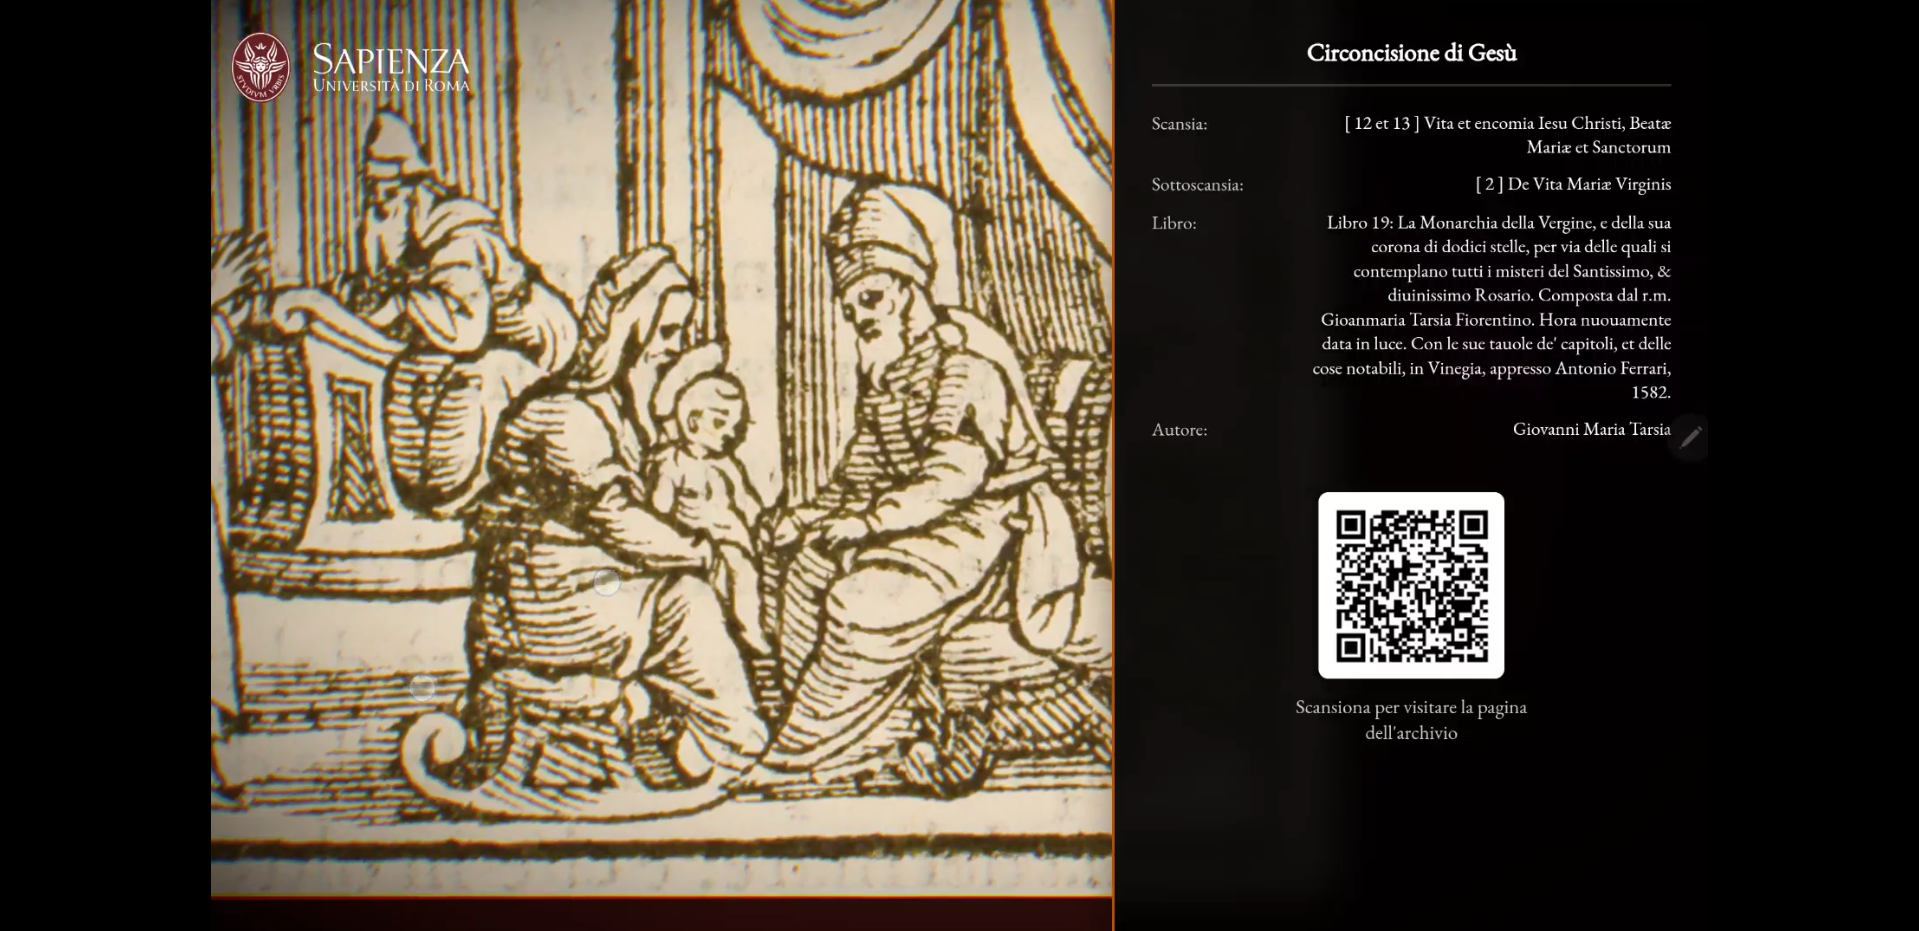 SAPIENZA
UNIVERSITÀ DI ROMA
STVDIVM VRBIS
Circoncisione di Gesù
Scansia: [ 12 et 13 ] Vita et encomia Iesu Christi, Beatæ
Mariæ et Sanctorum
Sottoscansia: [ 2 ] De Vita Mariæ Virginis
Libro: Libro 19: La Monarchia della Vergine, e della sua
corona di dodici stelle, per via delle quali si
contemplano tutti i misteri del Santissimo, &
diuinissimo Rosario. Composta dal r.m.
Gioanmaria Tarsia Fiorentino. Hora nuouamente
data in luce. Con le sue tauole de' capitoli, et delle
cose notabili, in Vinegia, appresso Antonio Ferrari,
1582.
Autore: Giovanni Maria Tarsia
Scansiona per visitare la pagina
dell'archivio